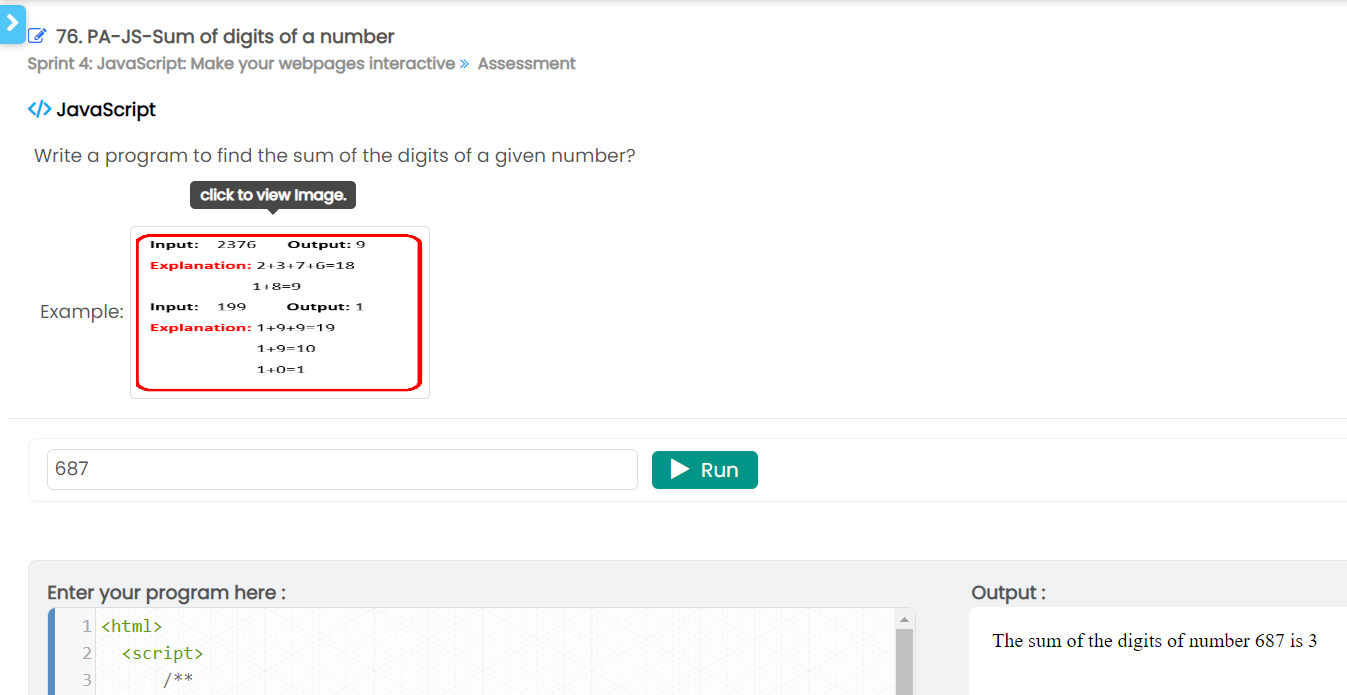 76. PA-JS-Sum of digits of a number
Sprint 4: JavaScript: Make your webpages interactive » Assessment
</> JavaScript
Write a program to find the sum of the digits of a given number?
click to view Image.
Input: 2376 Output: 9
Explanation: 2+3+7+6=18
1+8=9
Example:
Input: 199 Output: 1
Explanation: 1+9+9=19
1+9=10
1+0=1
687
Run
Enter your program here :
Output :
1 <html>
2 <script>
3 /**
The sum of the digits of number 687 is 3